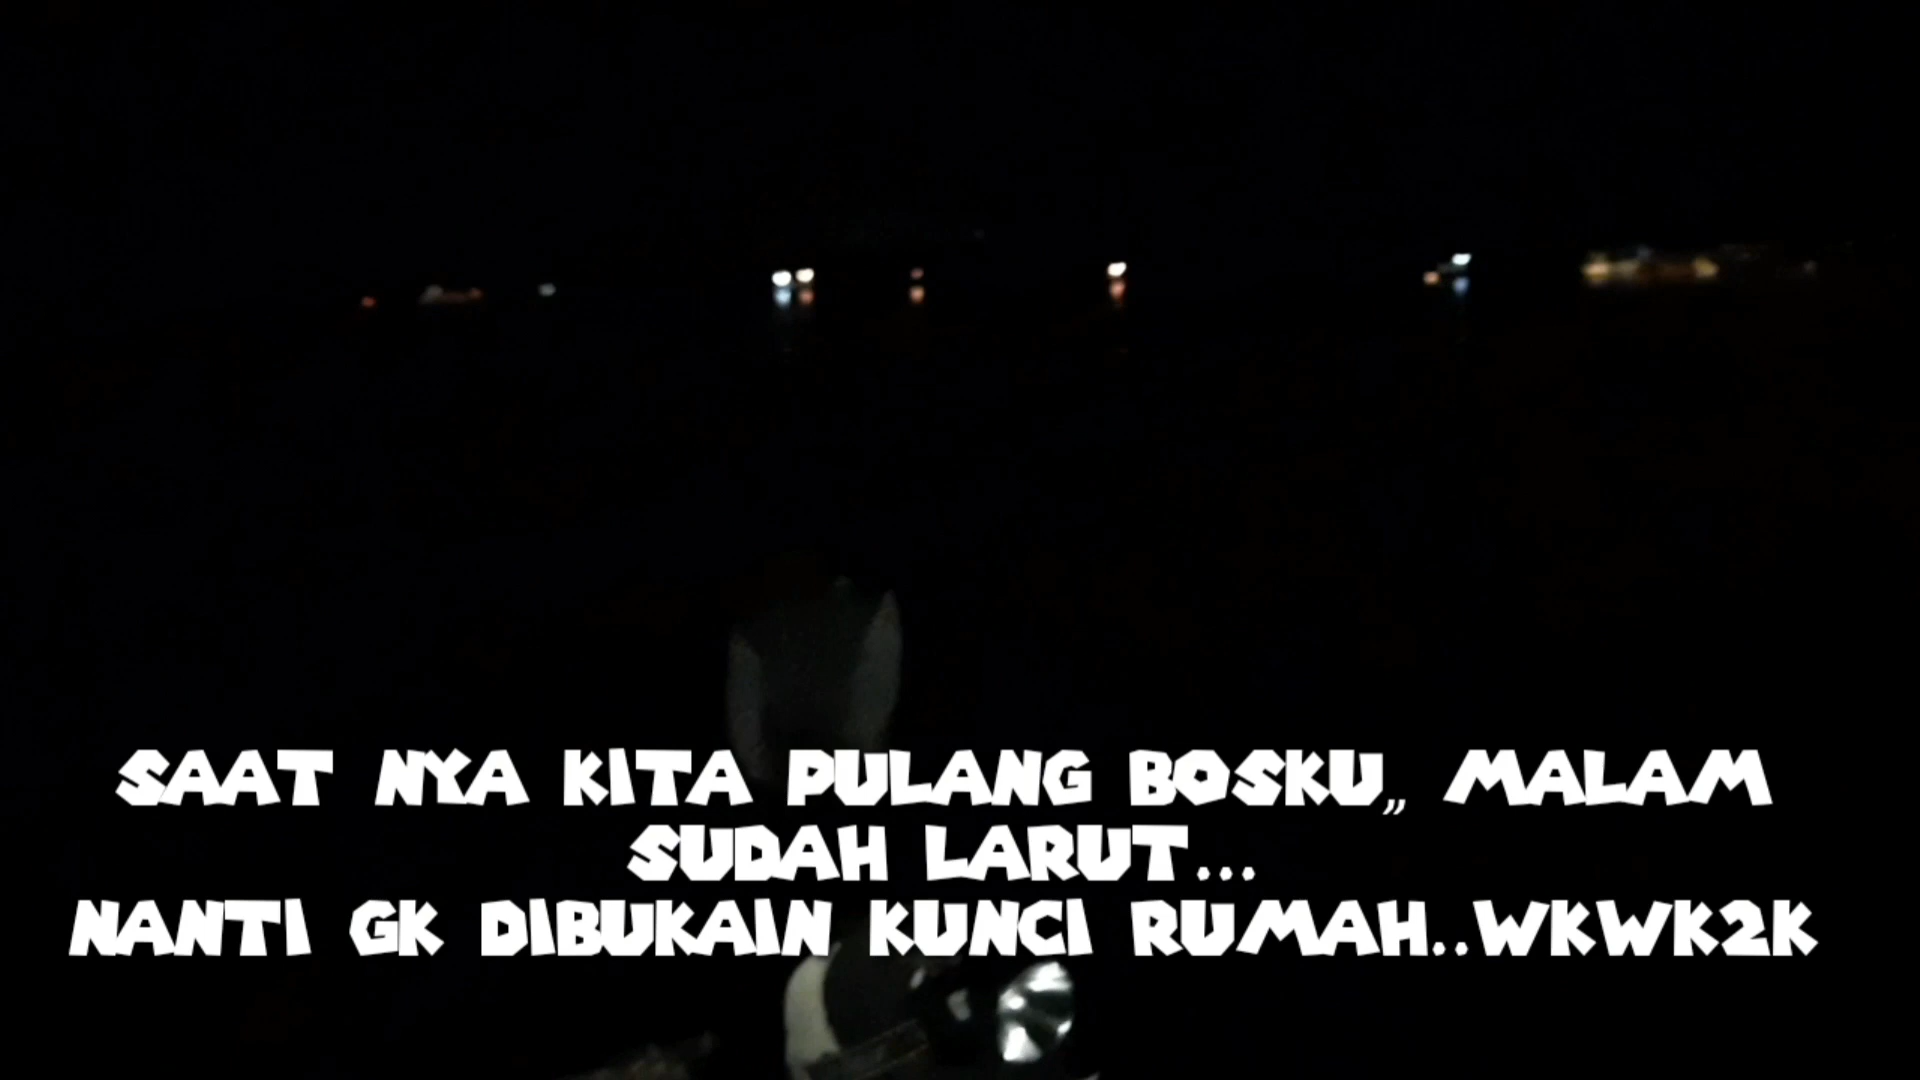 SAAT NYA KITA PULANG BOSKU,, MALAM
SUDAH LARUT...
NANTI GK DIBUKAIN KUNCI RUMAH..WKWK2K